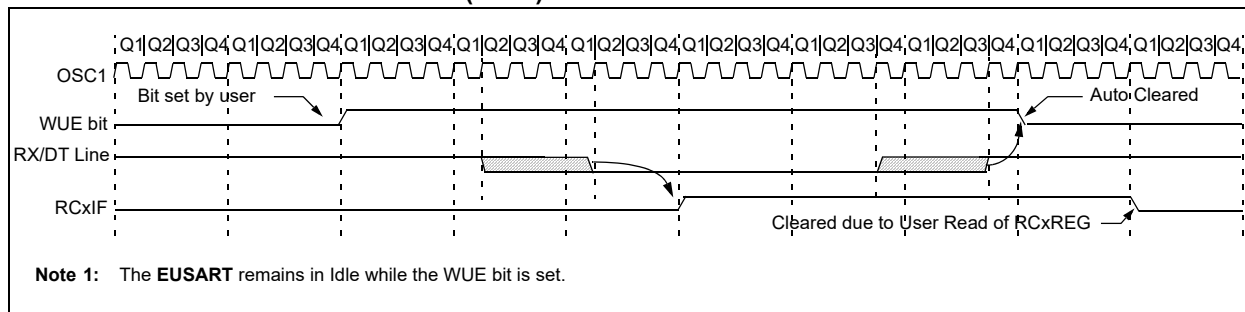 Q1|Q2|Q3|Q4|Q1|Q2|Q3|Q4|Q1|Q2|Q3|Q4|Q1|Q2|Q3|Q4|Q1|Q2|Q3|Q4|Q1|Q2|Q3|Q4|Q1|Q2|Q3|Q4|Q1|Q2|Q3|Q4|Q1|Q2|Q3|Q4|Q1|Q2|Q3|Q4
OSC1
Bit set by user
Auto Cleared
WUE bit
RX/DT Line
RCxIF
Cleared due to User Read of RCxREG
Note 1: The EUSART remains in Idle while the WUE bit is set.